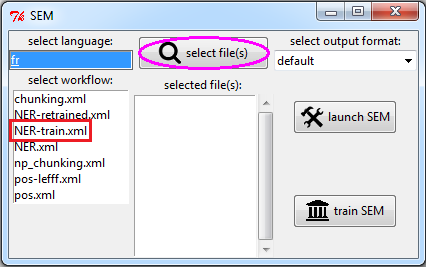 SEM
select language:
select file(s)
select output format:
fr
default
select workflow:
selected file(s):
chunking.xml
NER-retrained.xml
NER-train.xml
NER.xml
np_chunking.xml
pos-lefff.xml
pos.xml
launch SEM
train SEM